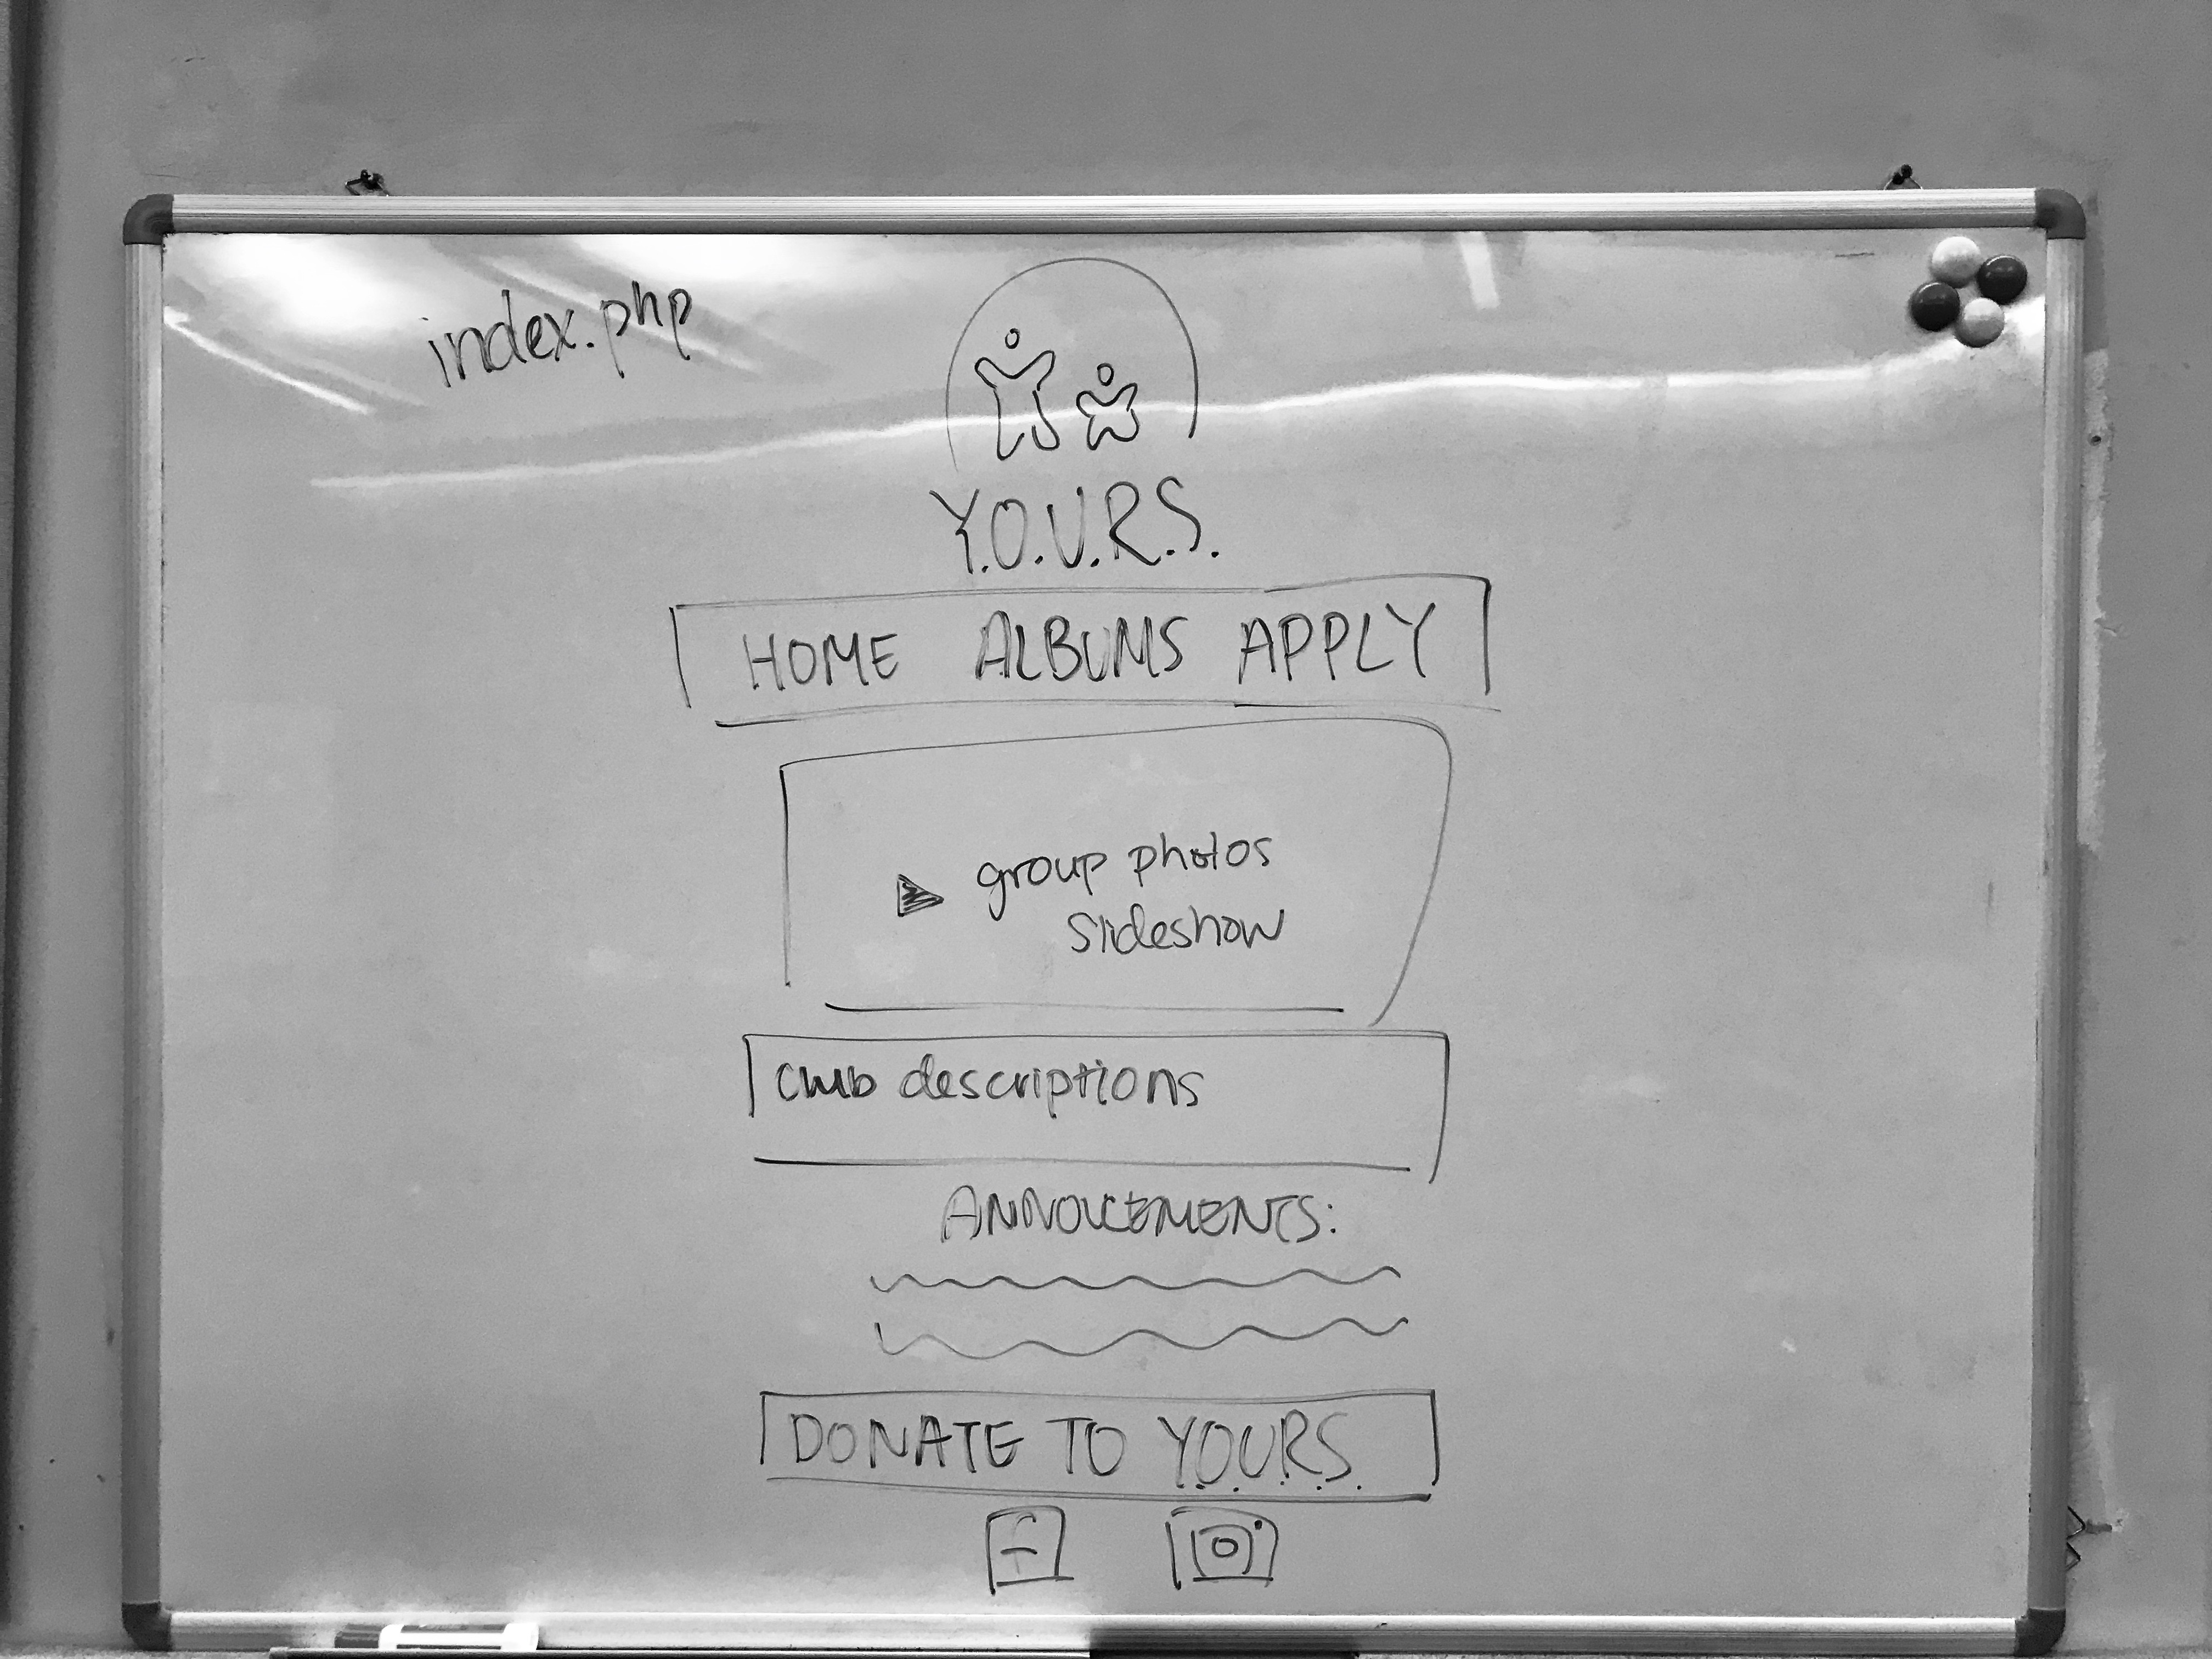 index.php
Y.O.U.R.S.
HOME ALBUMS APPLY
group photos
slideshow
club descriptions
ANNOUCEMENTS:
DONATE TO Y.O.U.R.S.
f